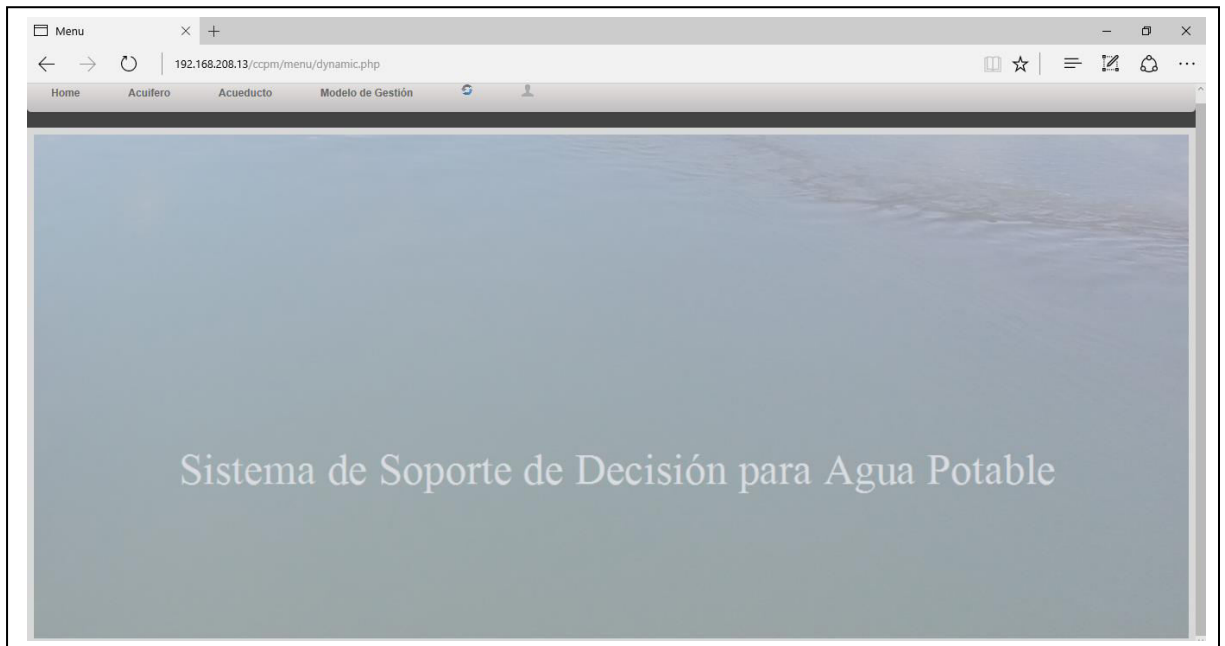 Menu
192.168.208.13/ccpm/menu/dynamic.php
Home Acuifero Acueducto Modelo de Gestión
Sistema de Soporte de Decisión para Agua Potable